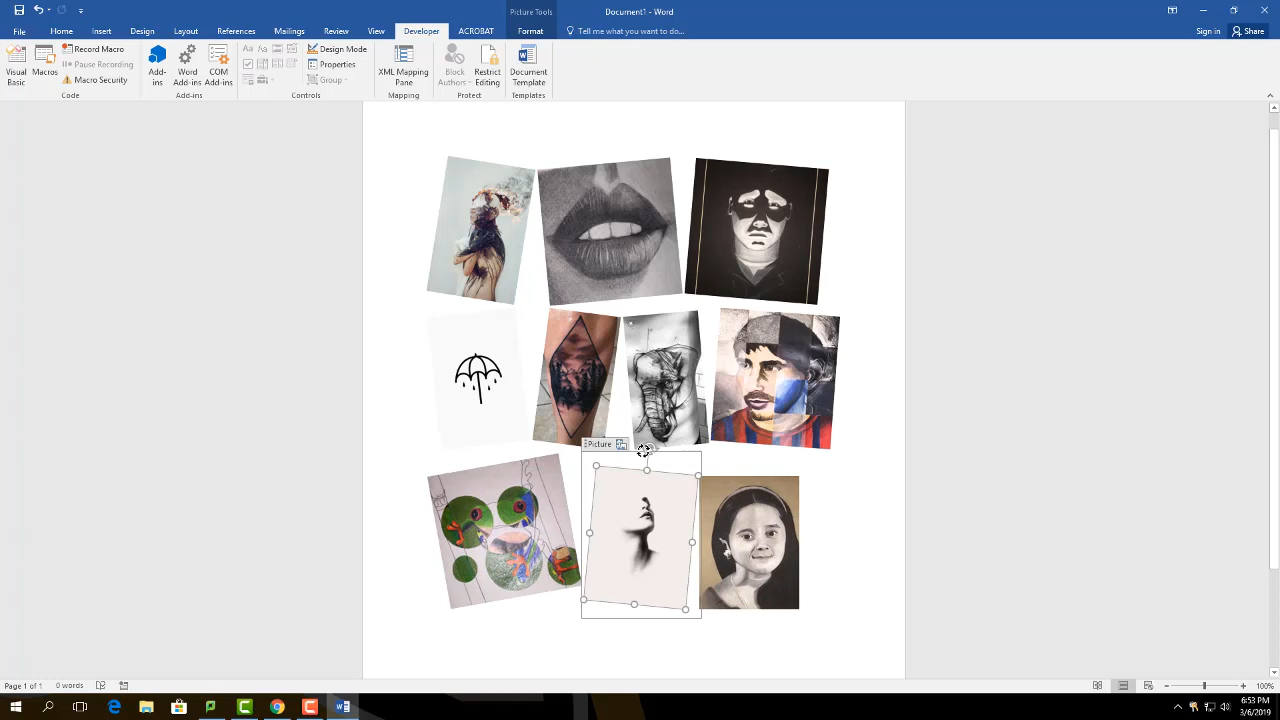 Picture Tools
Document1 - Word
File Home Insert Design Layout References Mailings Review View Developer ACROBAT Format Tell me what you want to do... Sign in Share
Visual Basic
Macros
Record Macro
Pause Recording
Macro Security
Code
Add-ins
Word Add-ins
COM Add-ins
Add-ins
Aa Aa
Design Mode
Properties
Group
Controls
XML Mapping Pane
Mapping
Block Authors
Restrict Editing
Protect
Document Template
Templates
Picture
Page 1 of 1 0 words 100%
6:53 PM
3/6/2019